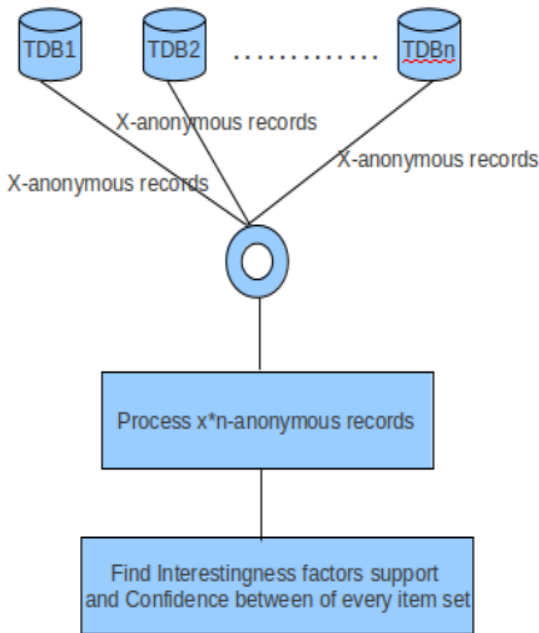 TDB1
TDB2
.............
TDBn
X-anonymous records
X-anonymous records
X-anonymous records
Process x*n-anonymous records
Find Interestingness factors support
and Confidence between of every item set